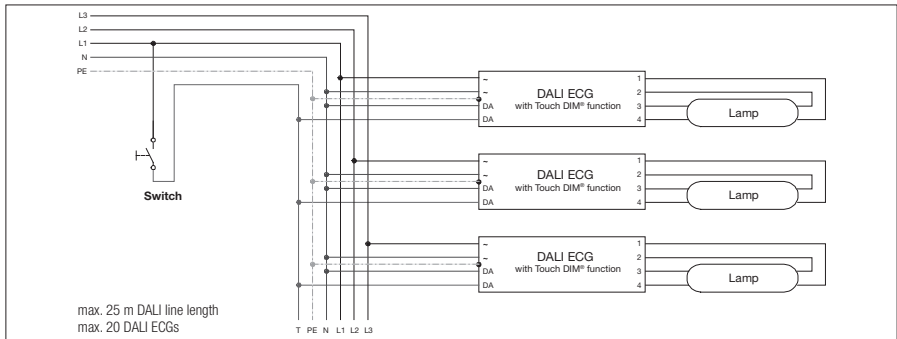 L3
L2
L1
N
PE
Switch
max. 25 m DALI line length
max. 20 DALI ECGs
T PE N L1 L2 L3
~
~
DA
DA
DALI ECG
with Touch DIM® function
1
2
3
4
Lamp
~
~
DA
DA
DALI ECG
with Touch DIM® function
1
2
3
4
Lamp
~
~
DA
DA
DALI ECG
with Touch DIM® function
1
2
3
4
Lamp